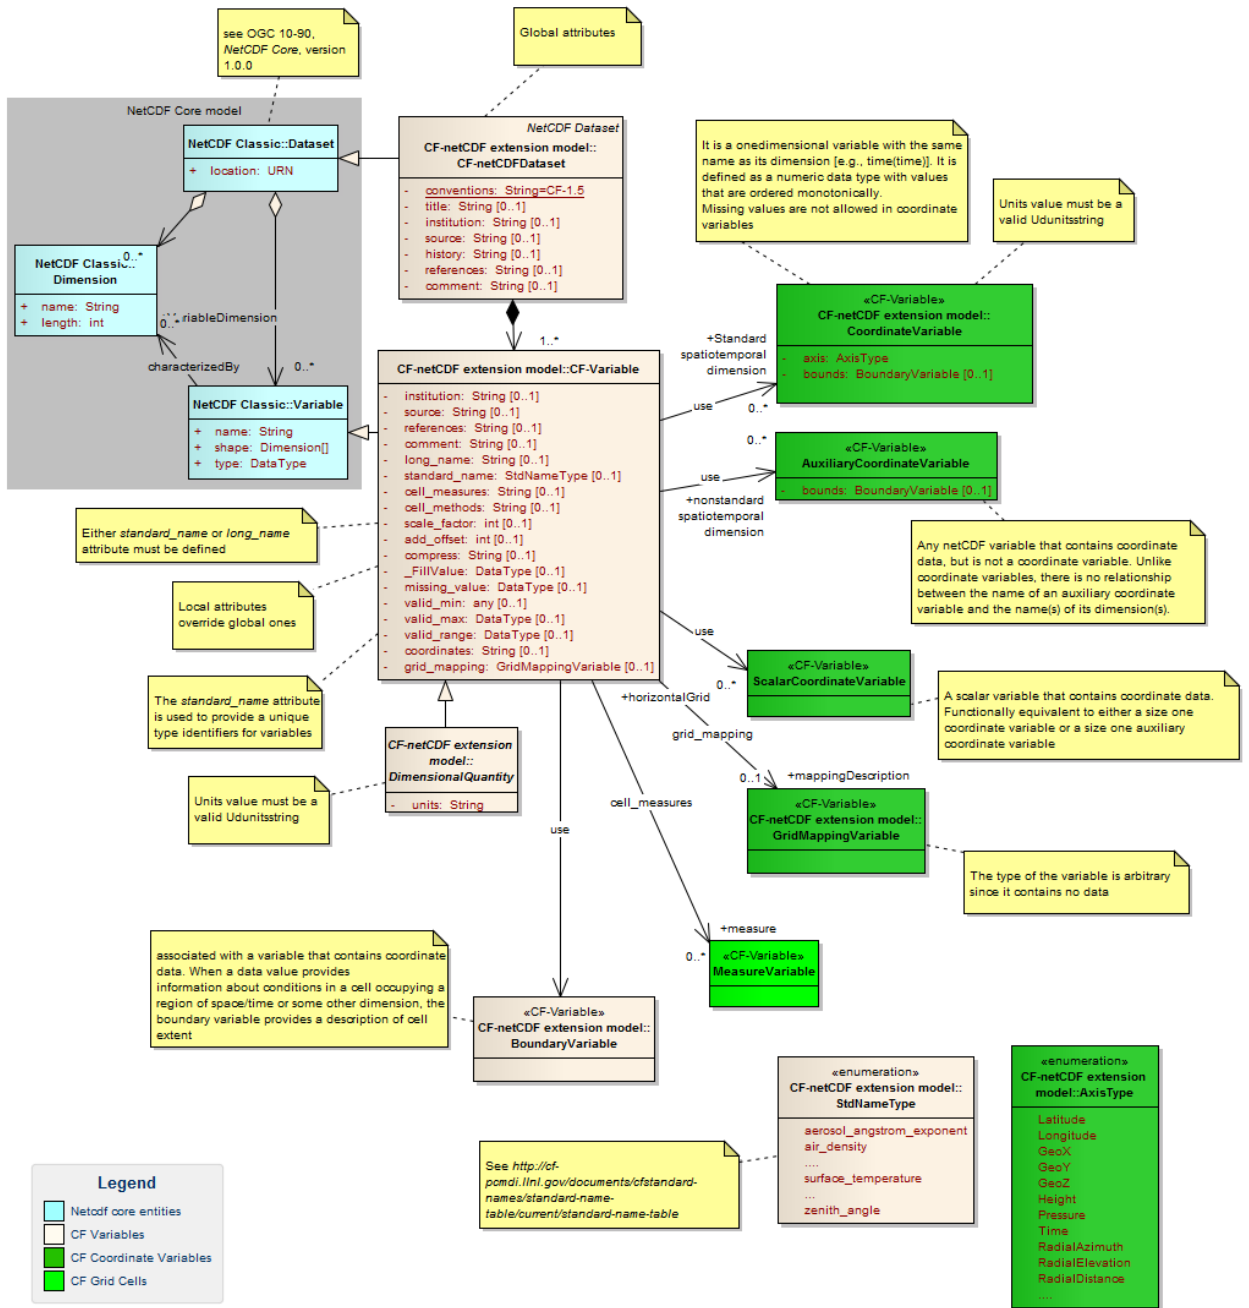 see OGC 10-90,
NetCDF Core, version
1.0.0
Global attributes
NetCDF Core model
NetCDF Classic::Dataset
+ location: URN
NetCDF Dataset
CF-netCDF extension model::
CF-netCDFDataset
- conventions: String=CF-1.5
- title: String [0..1]
- institution: String [0..1]
- source: String [0..1]
- history: String [0..1]
- references: String [0..1]
- comment: String [0..1]
It is a onedimensional variable with the same
name as its dimension [e.g., time(time)]. It is
defined as a numeric data type with values
that are ordered monotonically.
Missing values are not allowed in coordinate
variables
Units value must be a
valid Udunitsstring
0..*
Dimension
+ name: String
+ length: int
0..*
characterizedBy
0..*
NetCDF Classic::Variable
+ name: String
+ shape: Dimension[]
+ type: DataType
1..*
CF-netCDF extension model::CF-Variable
- institution: String [0..1]
- source: String [0..1]
- references: String [0..1]
- comment: String [0..1]
- long_name: String [0..1]
- standard_name: StdNameType [0..1]
- cell_measures: String [0..1]
- cell_methods: String [0..1]
- scale_factor: int [0..1]
- add_offset: int [0..1]
- compress: String [0..1]
- _FillValue: DataType [0..1]
- missing_value: DataType [0..1]
- valid_min: any [0..1]
- valid_max: DataType [0..1]
- valid_range: DataType [0..1]
- coordinates: String [0..1]
- grid_mapping: GridMappingVariable [0..1]
+Standard
spatiotemporal
dimension
use
0..*
«CF-Variable»
CF-netCDF extension model::
CoordinateVariable
- axis: AxisType
- bounds: BoundaryVariable [0..1]
0..*
use
+nonstandard
spatiotemporal
dimension
«CF-Variable»
AuxiliaryCoordinateVariable
- bounds: BoundaryVariable [0..1]
Any netCDF variable that contains coordinate
data, but is not a coordinate variable. Unlike
coordinate variables, there is no relationship
between the name of an auxiliary coordinate
variable and the name(s) of its dimension(s).
Either standard_name or long_name
attribute must be defined
Local attributes
override global ones
The standard_name attribute
is used to provide a unique
type identifiers for variables
Units value must be a
valid Udunitsstring
CF-netCDF extension
model::
DimensionalQuantity
- units: String
use
0..*
«CF-Variable»
ScalarCoordinateVariable
A scalar variable that contains coordinate data.
Functionally equivalent to either a size one
coordinate variable or a size one auxiliary
coordinate variable
+horizontalGrid
grid_mapping
0..1
+mappingDescription
«CF-Variable»
CF-netCDF extension model::
GridMappingVariable
The type of the variable is arbitrary
since it contains no data
cell_measures
use
+measure
0..*
«CF-Variable»
MeasureVariable
associated with a variable that contains coordinate
data. When a data value provides
information about conditions in a cell occupying a
region of space/time or some other dimension, the
boundary variable provides a description of cell
extent
«CF-Variable»
CF-netCDF extension model::
BoundaryVariable
«enumeration»
CF-netCDF extension model::
StdNameType
aerosol_angstrom_exponent
air_density
....
surface_temperature
...
zenith_angle
«enumeration»
CF-netCDF extension
model::AxisType
Latitude
Longitude
GeoX
GeoY
GeoZ
Height
Pressure
Time
RadialAzimuth
RadialElevation
RadialDistance
....
See http://cf-
pcmdi.llnl.gov/documents/cfstandard-
names/standard-name-
table/current/standard-name-table
Legend
Netcdf core entities
CF Variables
CF Coordinate Variables
CF Grid Cells